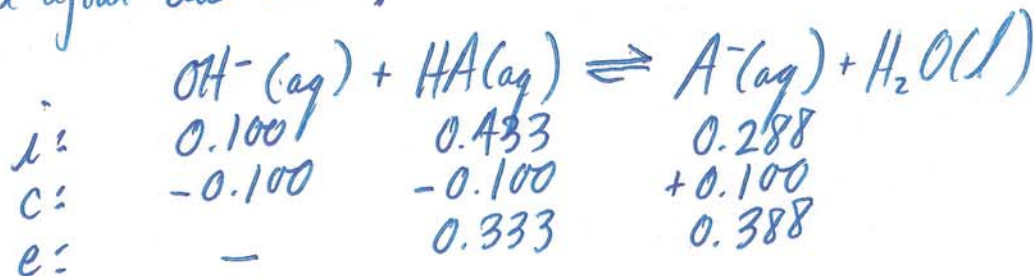 OH⁻(aq) + HA(aq) ⇌ A⁻(aq) + H₂O(l)
i: 0.100 0.433 0.288
c: -0.100 -0.100 +0.100
e: — 0.333 0.388